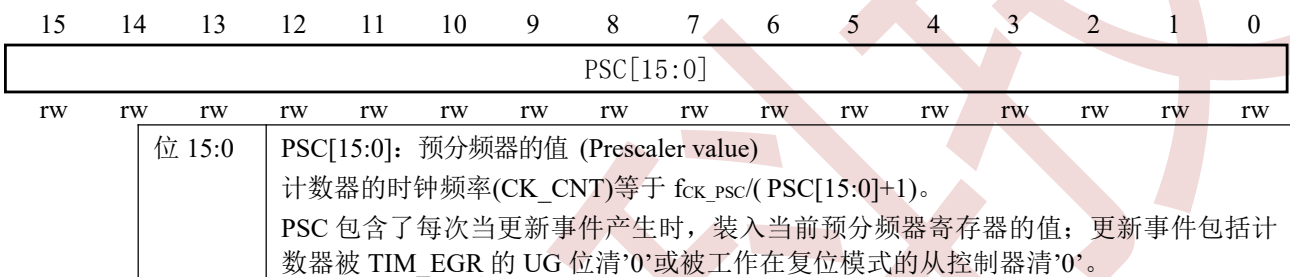 15 14 13 12 11 10 9 8 7 6 5 4 3 2 1 0
PSC[15:0]
rw rw rw rw rw rw rw rw rw rw rw rw rw rw rw rw
位 15:0 PSC[15:0]：预分频器的值 (Prescaler value)
计数器的时钟频率(CK_CNT)等于 fCK_PSC/( PSC[15:0]+1)。
PSC 包含了每次当更新事件产生时，装入当前预分频器寄存器的值；更新事件包括计
数器被 TIM_EGR 的 UG 位清'0'或被工作在复位模式的从控制器清'0'。